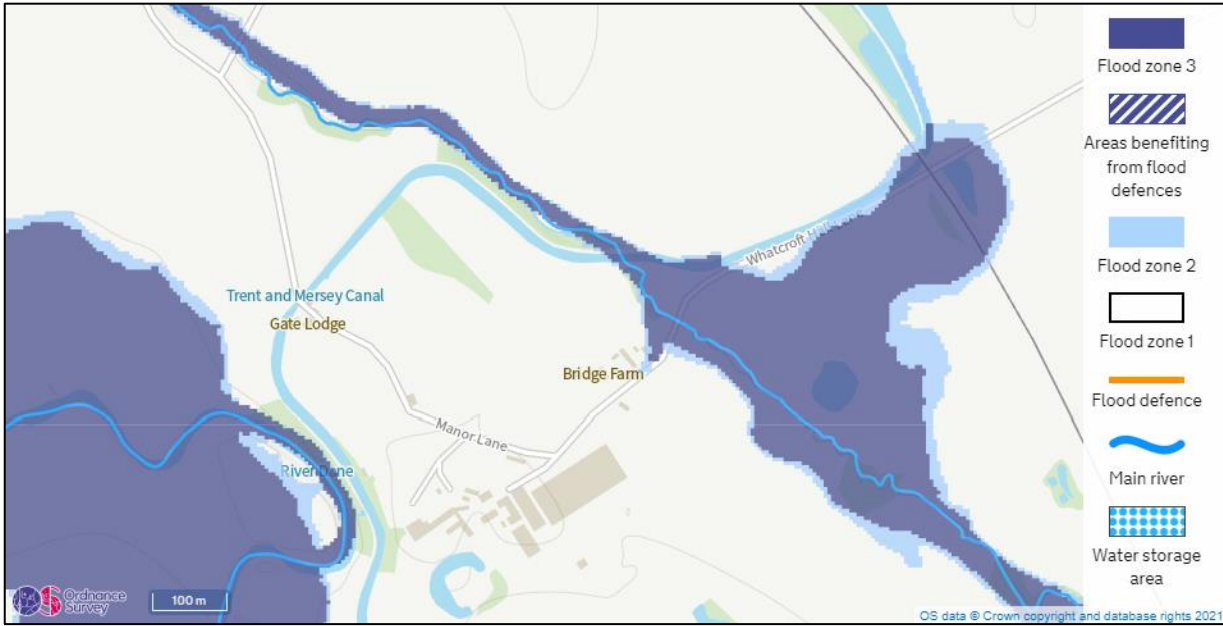 Whatcroft H
Trent and Mersey Canal
Gate Lodge
Bridge Farm
Manor Lane
River Dane
Ordnance
Survey
100 m
Flood zone 3
Areas benefiting
from flood
defences
Flood zone 2
Flood zone 1
Flood defence
Main river
Water storage
area
OS data © Crown copyright and database rights 2021